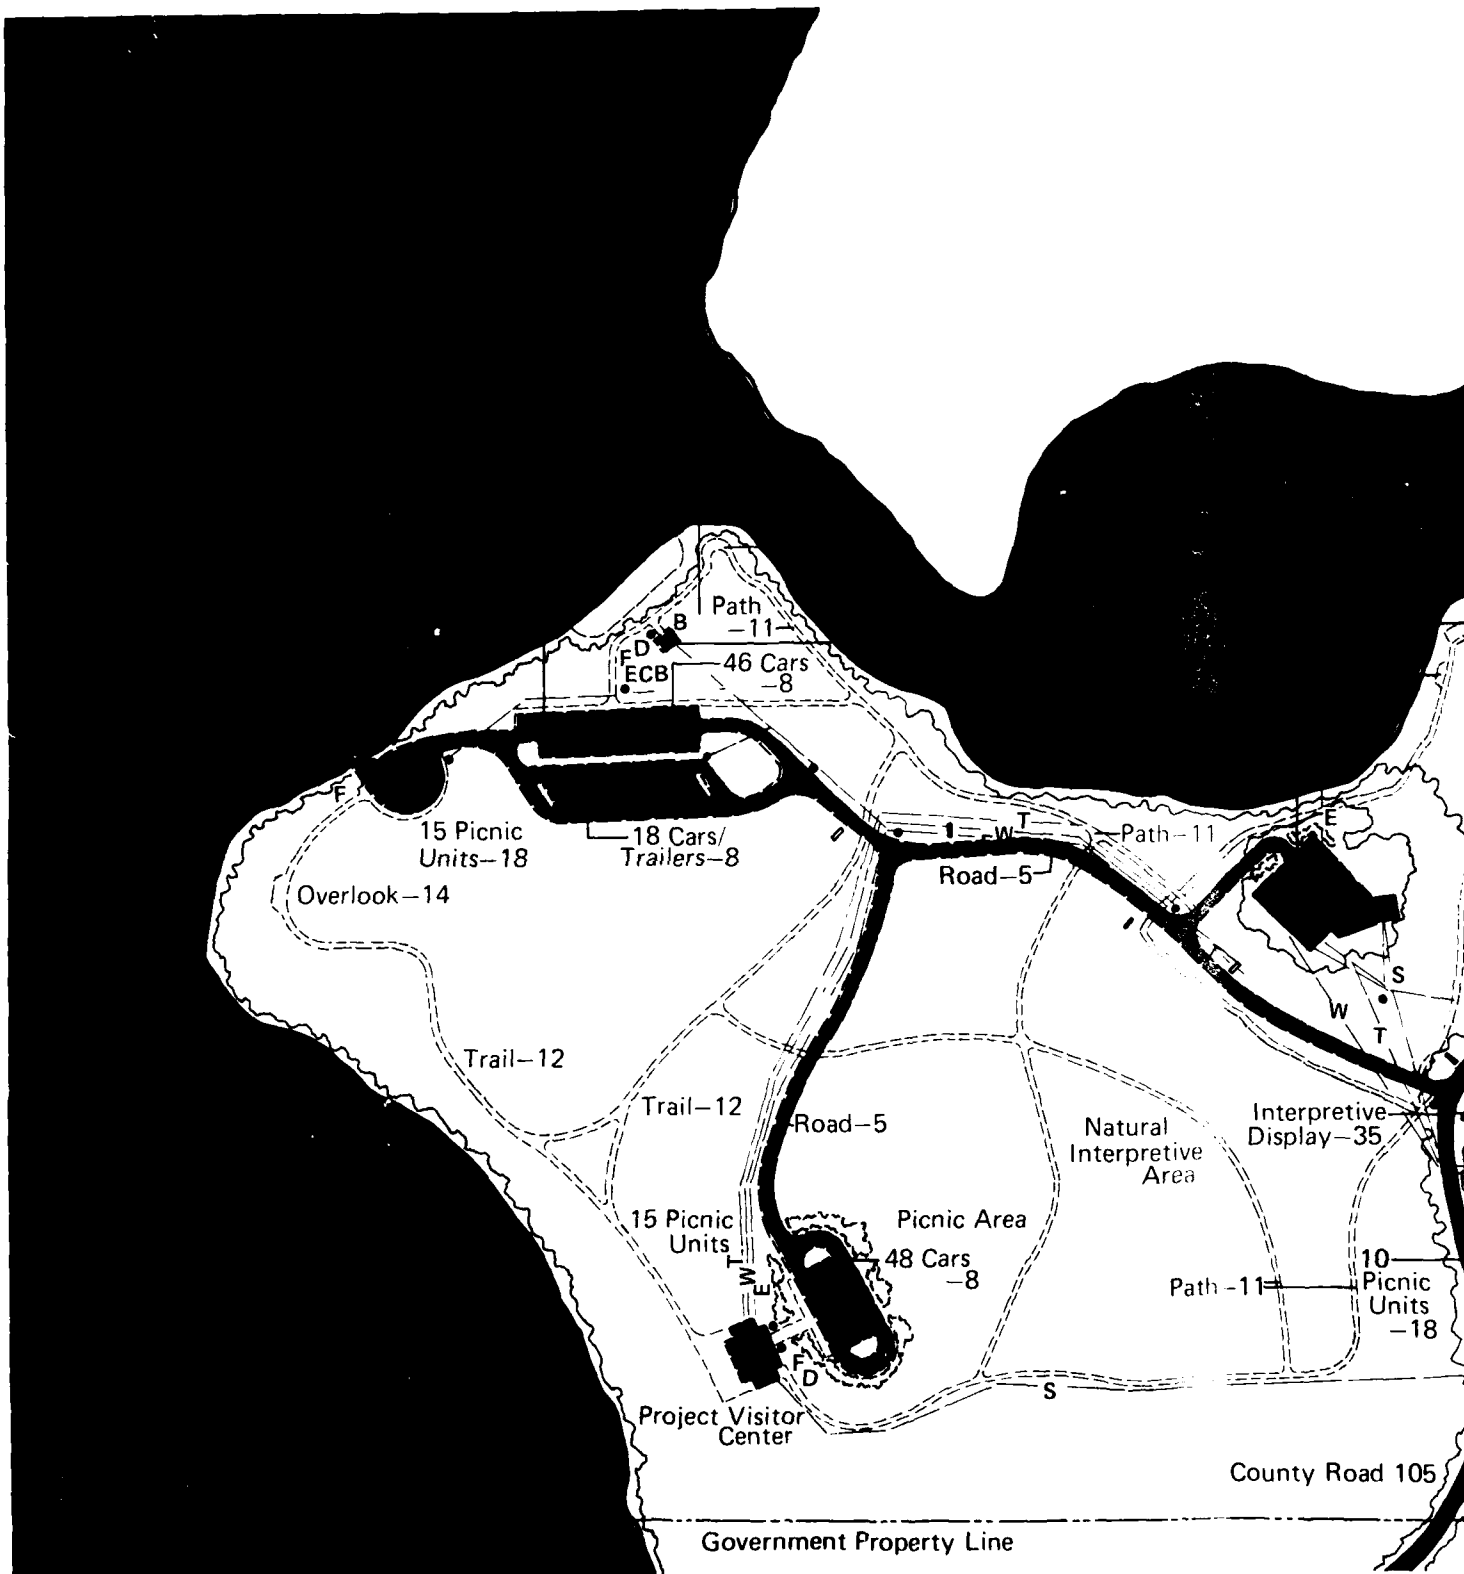 B
Path
-11
D
F
ECB
46 Cars
-8
F
15 Picnic
Units-18
18 Cars/
Trailers-8
T
W
Path-11
E
Road-5
Overlook-14
S
W
T
Trail-12
Trail-12
Road-5
Natural
Interpretive
Area
Interpretive
Display-35
15 Picnic
Units
Picnic Area
T
W
E
48 Cars
-8
10
Picnic
Units
-18
Path-11
F
D
S
Project Visitor
Center
County Road 105
Government Property Line